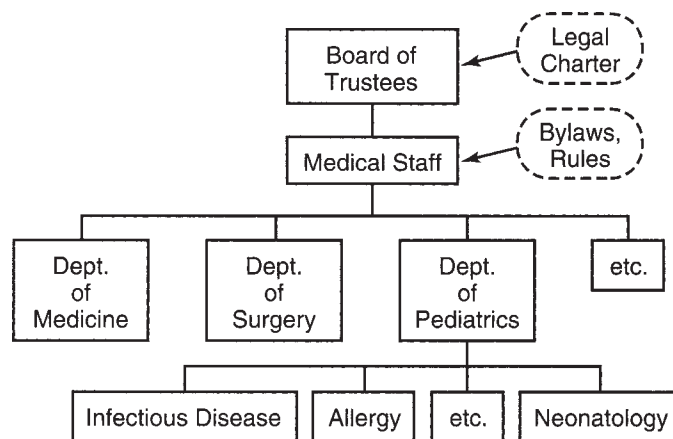 Board of
Trustees
Legal
Charter
Medical Staff
Bylaws,
Rules
Dept.
of
Medicine
Dept.
of
Surgery
Dept.
of
Pediatrics
etc.
Infectious Disease
Allergy
etc.
Neonatology